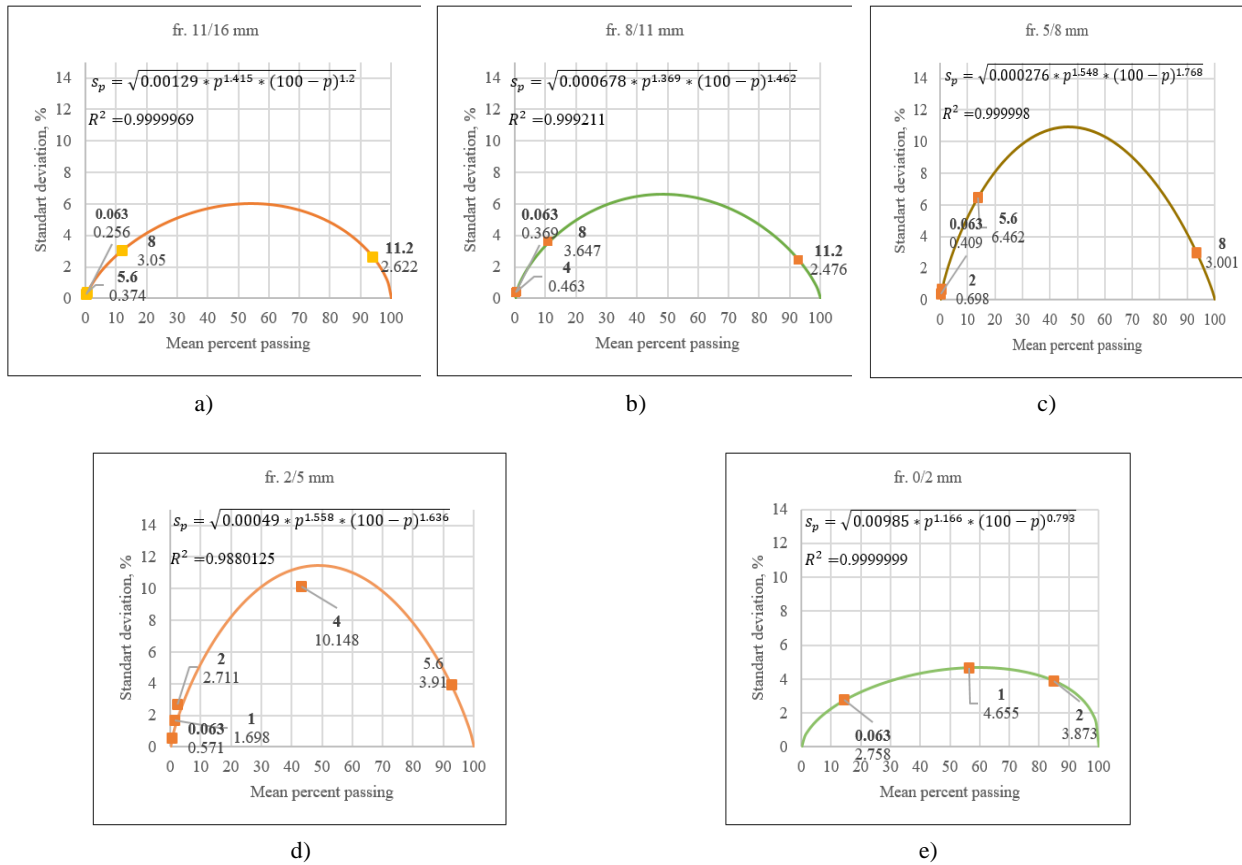 fr. 11/16 mm
s_p = √(0.00129 * p^1.415 * (100 − p)^1.2)
R² =0.9999969
Standart deviation, %
14
12
10
8
6
4
2
0
0.063
0.256
8
3.05
5.6
0.374
11.2
2.622
0 10 20 30 40 50 60 70 80 90 100
Mean percent passing
a)
fr. 8/11 mm
s_p = √(0.000678 * p^1.369 * (100 − p)^1.462)
R² =0.999211
Standart deviation, %
14
12
10
8
6
4
2
0
0.063
0.369
8
3.647
4
0.463
11.2
2.476
0 10 20 30 40 50 60 70 80 90 100
Mean percent passing
b)
fr. 5/8 mm
s_p = √(0.000276 * p^1.548 * (100 − p)^1.768)
R² =0.999998
Standart deviation, %
14
12
10
8
6
4
2
0
0.063
0.409
5.6
6.462
2
0.698
8
3.001
0 10 20 30 40 50 60 70 80 90 100
Mean percent passing
c)
fr. 2/5 mm
s_p = √(0.00049 * p^1.558 * (100 − p)^1.636)
R² =0.9880125
Standart deviation, %
14
12
10
8
6
4
2
0
2
2.711
4
10.148
5.6
3.91
0.063
0.571
1
1.698
0 10 20 30 40 50 60 70 80 90 100
Mean percent passing
d)
fr. 0/2 mm
s_p = √(0.00985 * p^1.166 * (100 − p)^0.793)
R² =0.9999999
Standart deviation, %
14
12
10
8
6
4
2
0
0.063
2.758
1
4.655
2
3.873
0 10 20 30 40 50 60 70 80 90 100
Mean percent passing
e)